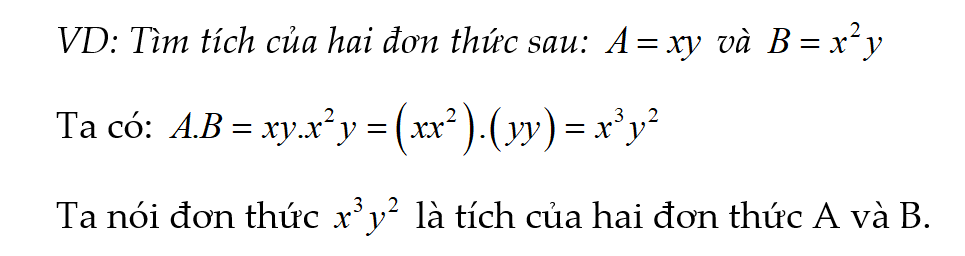 VD: Tìm tích của hai đơn thức sau: A = xy và B = x²y
Ta có: A.B = xy.x²y = (xx²).(yy) = x³y²
Ta nói đơn thức x³y² là tích của hai đơn thức A và B.